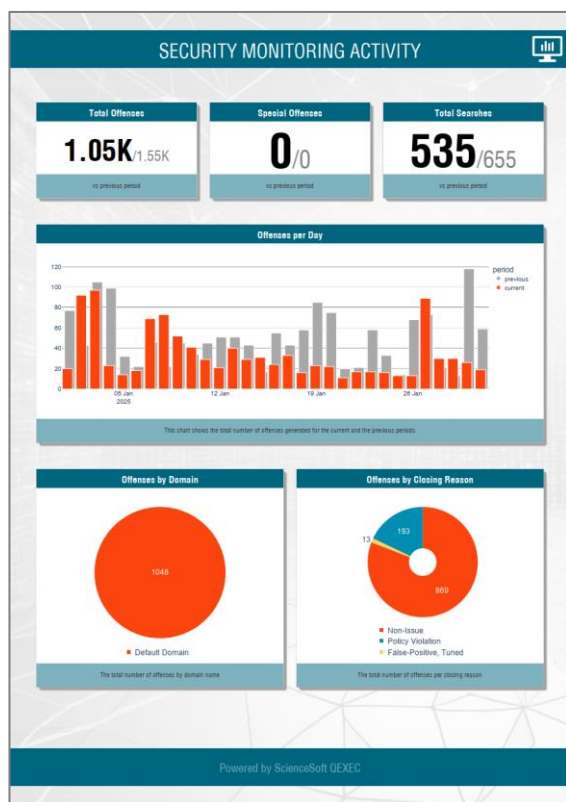 SECURITY MONITORING ACTIVITY
Total Offenses
1.05K/1.55K
vs previous period
Special Offenses
0/0
vs previous period
Total Searches
535/655
vs previous period
Offenses per Day
120
100
80
60
40
20
0
05 Jan
2025
12 Jan
19 Jan
26 Jan
period
previous
current
This chart shows the total number of offenses generated for the current and the previous periods
Offenses by Domain
1048
Default Domain
The total number of offenses by domain name
Offenses by Closing Reason
193
13
869
Non-Issue
Policy Violation
False-Positive, Tuned
The total number of offenses per closing reason
Powered by ScienceSoft QEXEC